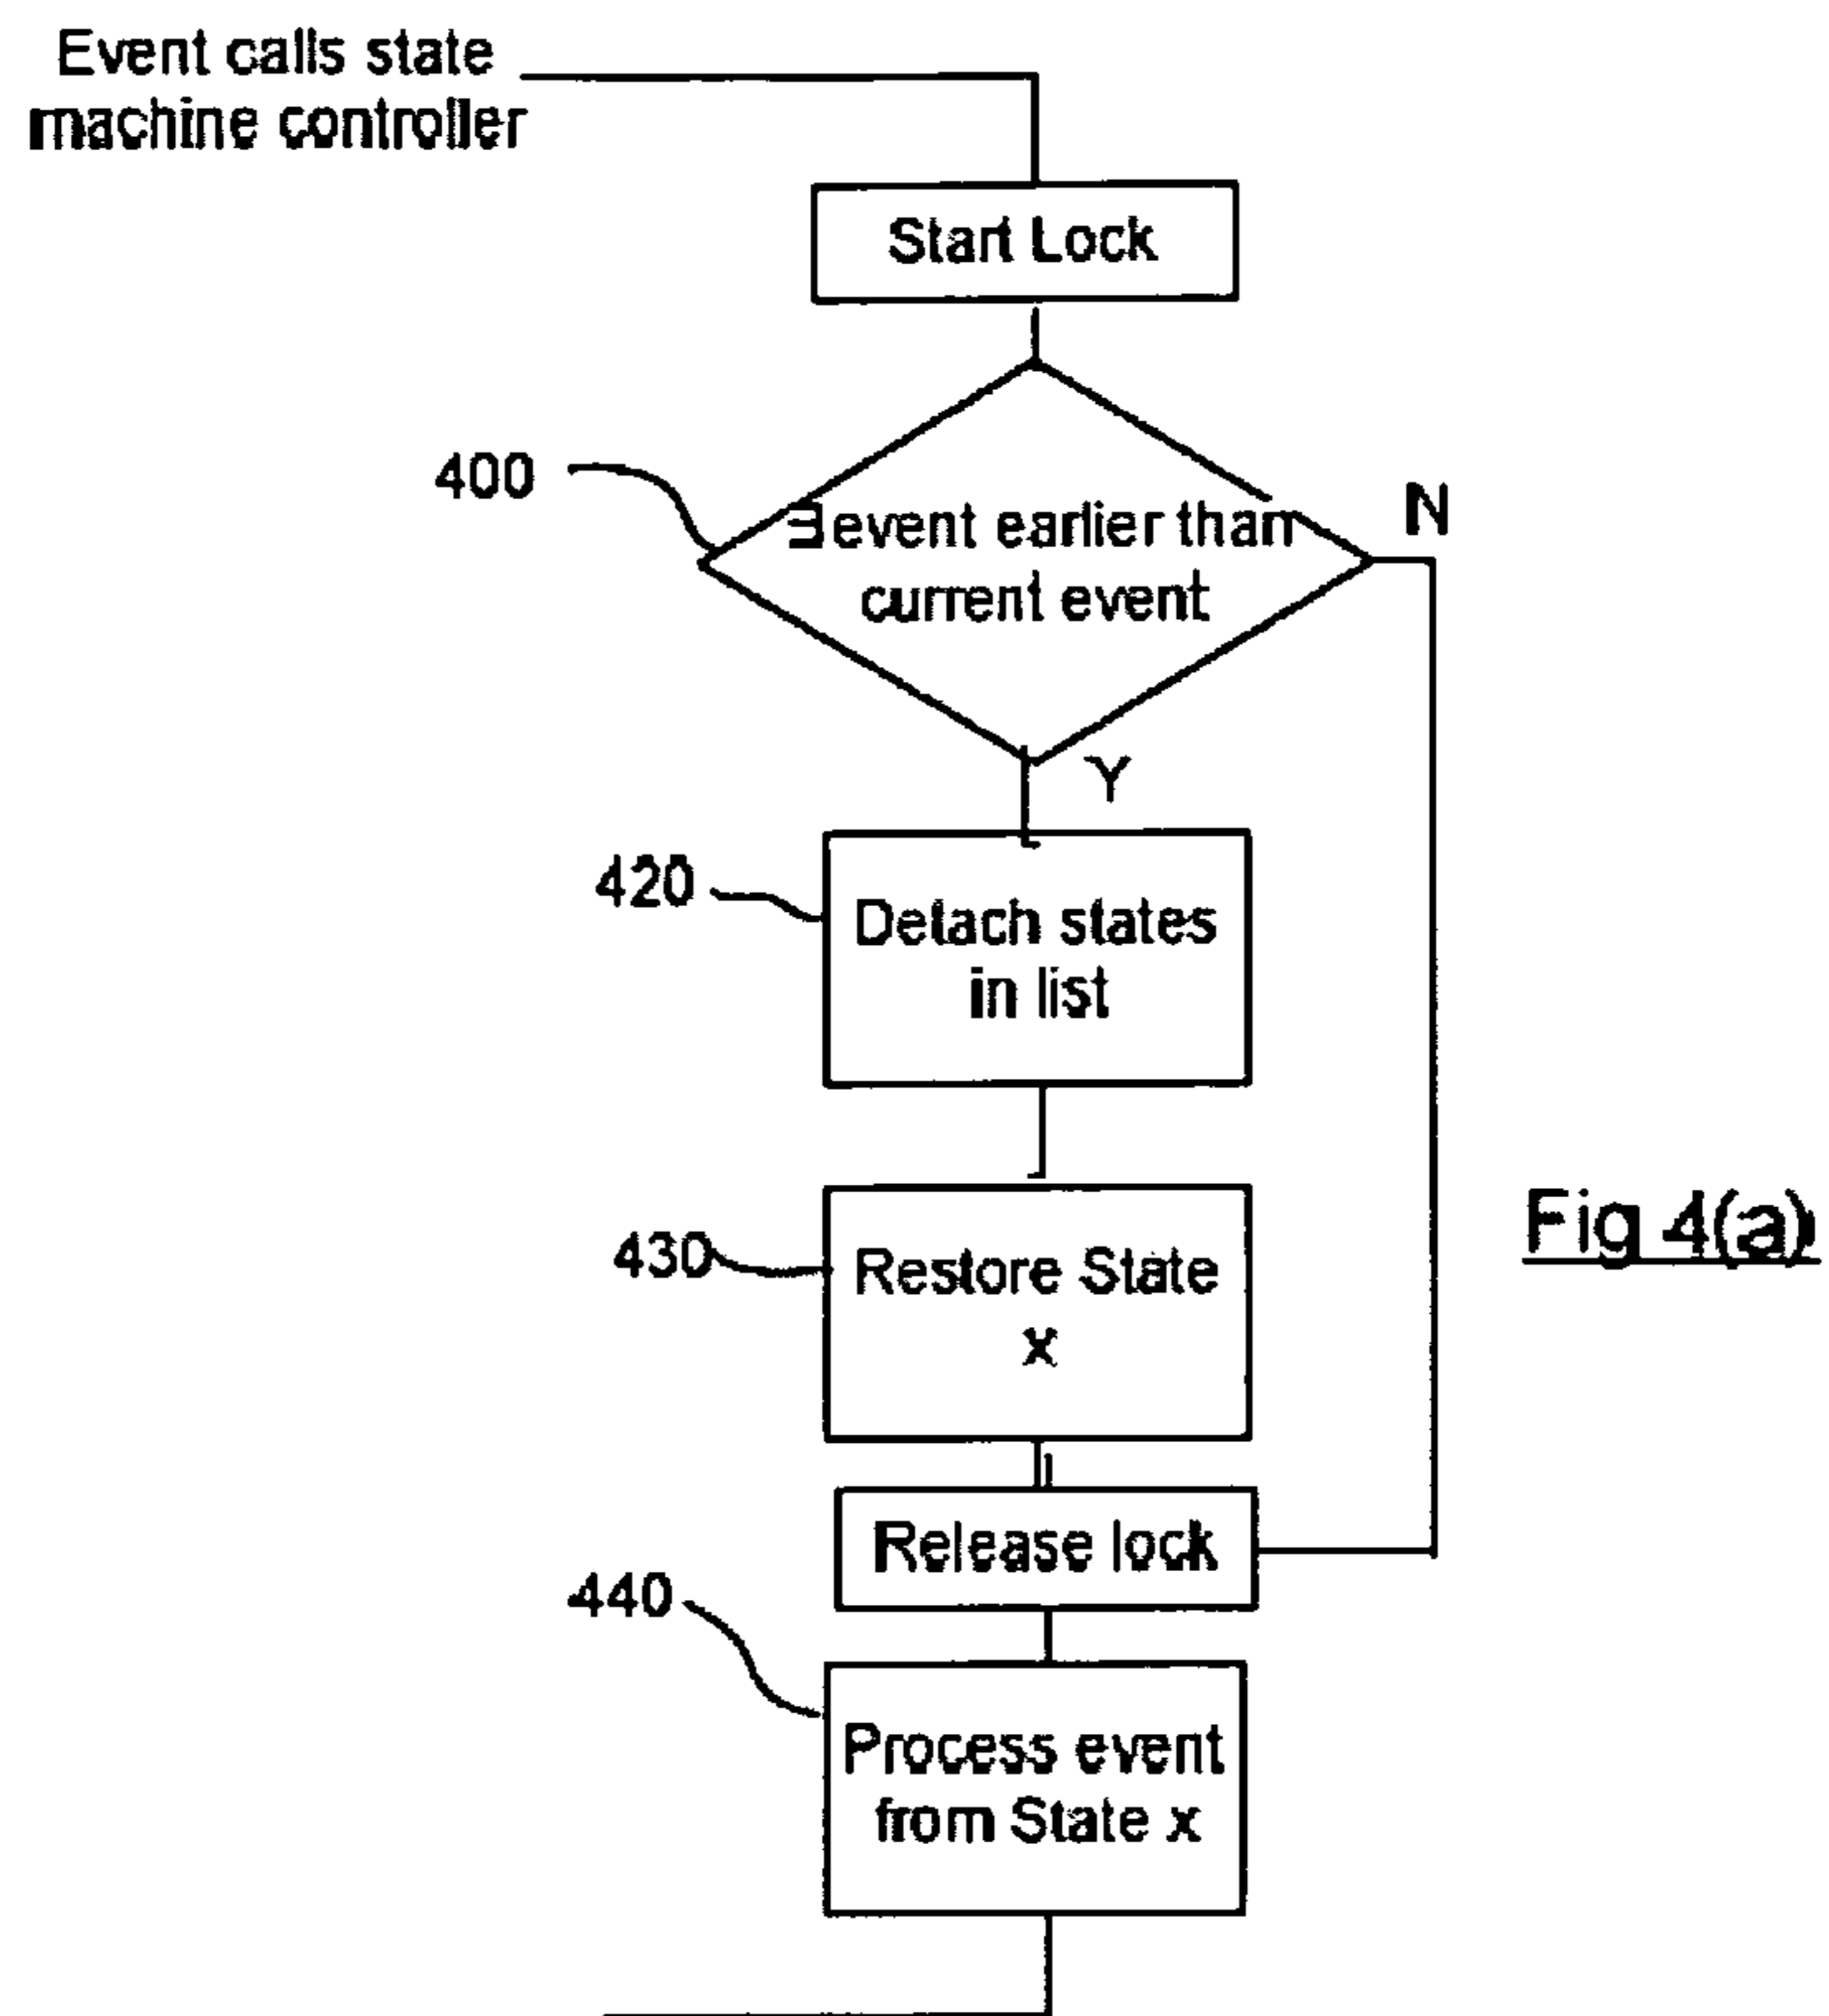 Event calls state
machine controller
Start Lock
400
∃event earlier than
current event
N
Y
420
Detach states
in list
430
Restore State
x
Fig 4(a)
Release lock
440
Process event
from State x